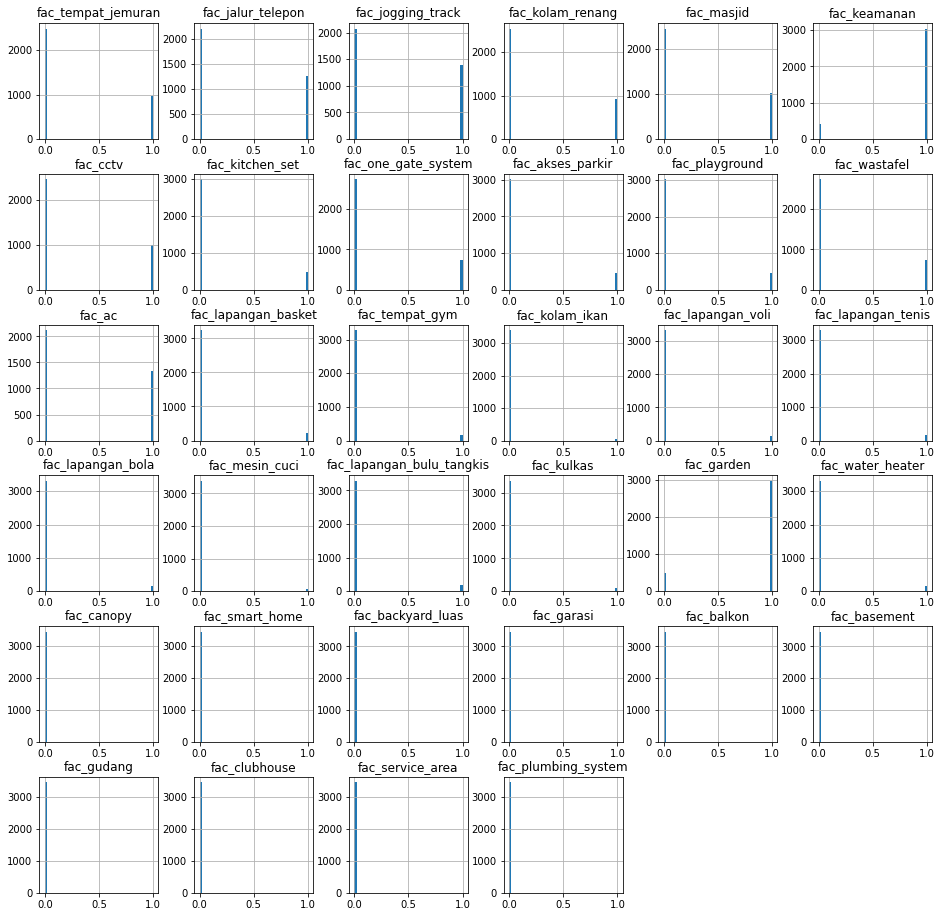 fac_tempat_jemuran
2000
1000
0
0.0 0.5 1.0
fac_jalur_telepon
2000
1500
1000
500
0
0.0 0.5 1.0
fac_jogging_track
2000
1500
1000
500
0
0.0 0.5 1.0
fac_kolam_renang
2000
1000
0
0.0 0.5 1.0
fac_masjid
2000
1000
0
0.0 0.5 1.0
fac_keamanan
3000
2000
1000
0
0.0 0.5 1.0
fac_cctv
2000
1000
0
0.0 0.5 1.0
fac_kitchen_set
3000
2000
1000
0
0.0 0.5 1.0
fac_one_gate_system
2000
1000
0
0.0 0.5 1.0
fac_akses_parkir
3000
2000
1000
0
0.0 0.5 1.0
fac_playground
3000
2000
1000
0
0.0 0.5 1.0
fac_wastafel
2000
1000
0
0.0 0.5 1.0
fac_ac
2000
1500
1000
500
0
0.0 0.5 1.0
fac_lapangan_basket
3000
2000
1000
0
0.0 0.5 1.0
fac_tempat_gym
3000
2000
1000
0
0.0 0.5 1.0
fac_kolam_ikan
3000
2000
1000
0
0.0 0.5 1.0
fac_lapangan_voli
3000
2000
1000
0
0.0 0.5 1.0
fac_lapangan_tenis
3000
2000
1000
0
0.0 0.5 1.0
fac_lapangan_bola
3000
2000
1000
0
0.0 0.5 1.0
fac_mesin_cuci
3000
2000
1000
0
0.0 0.5 1.0
fac_lapangan_bulu_tangkis
3000
2000
1000
0
0.0 0.5 1.0
fac_kulkas
3000
2000
1000
0
0.0 0.5 1.0
fac_garden
3000
2000
1000
0
0.0 0.5 1.0
fac_water_heater
3000
2000
1000
0
0.0 0.5 1.0
fac_canopy
3000
2000
1000
0
0.0 0.5 1.0
fac_smart_home
3000
2000
1000
0
0.0 0.5 1.0
fac_backyard_luas
3000
2000
1000
0
0.0 0.5 1.0
fac_garasi
3000
2000
1000
0
0.0 0.5 1.0
fac_balkon
3000
2000
1000
0
0.0 0.5 1.0
fac_basement
3000
2000
1000
0
0.0 0.5 1.0
fac_gudang
3000
2000
1000
0
0.0 0.5 1.0
fac_clubhouse
3000
2000
1000
0
0.0 0.5 1.0
fac_service_area
3000
2000
1000
0
0.0 0.5 1.0
fac_plumbing_system
3000
2000
1000
0
0.0 0.5 1.0